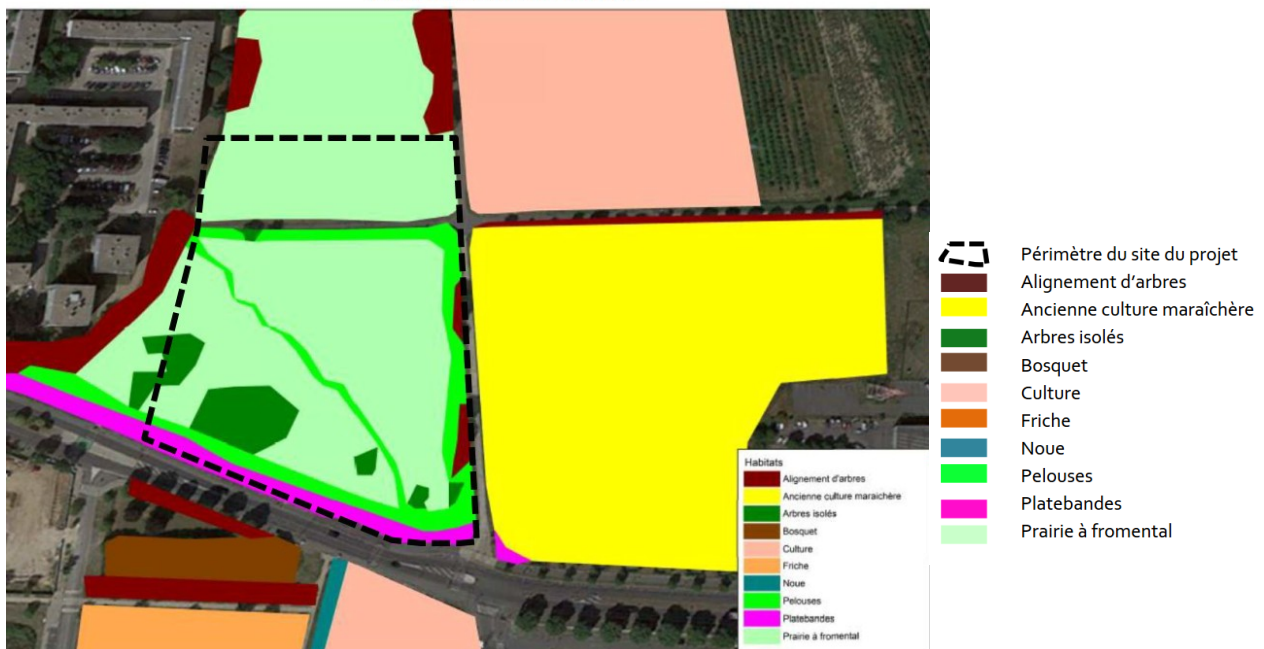 Périmètre du site du projet
Alignement d'arbres
Ancienne culture maraîchère
Arbres isolés
Bosquet
Culture
Friche
Noue
Pelouses
Platebandes
Prairie à fromental
Habitats
Alignement d'arbres
Ancienne culture maraichère
Arbres isolés
Bosquet
Culture
Friche
Noue
Pelouses
Platebandes
Prairie à fromental